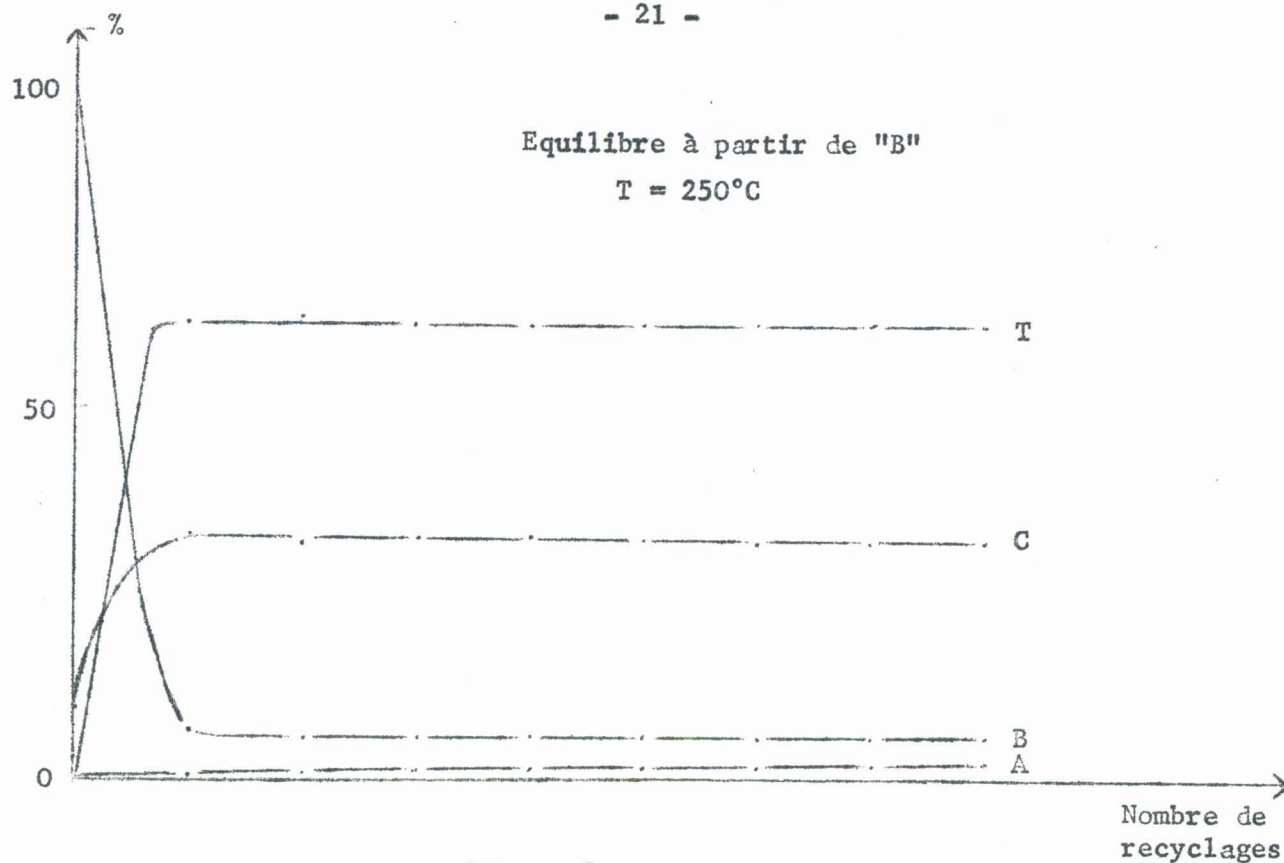 - 21 -
%
100
Equilibre à partir de "B"
T = 250°C
T
50
C
B
A
0
Nombre de
recyclages